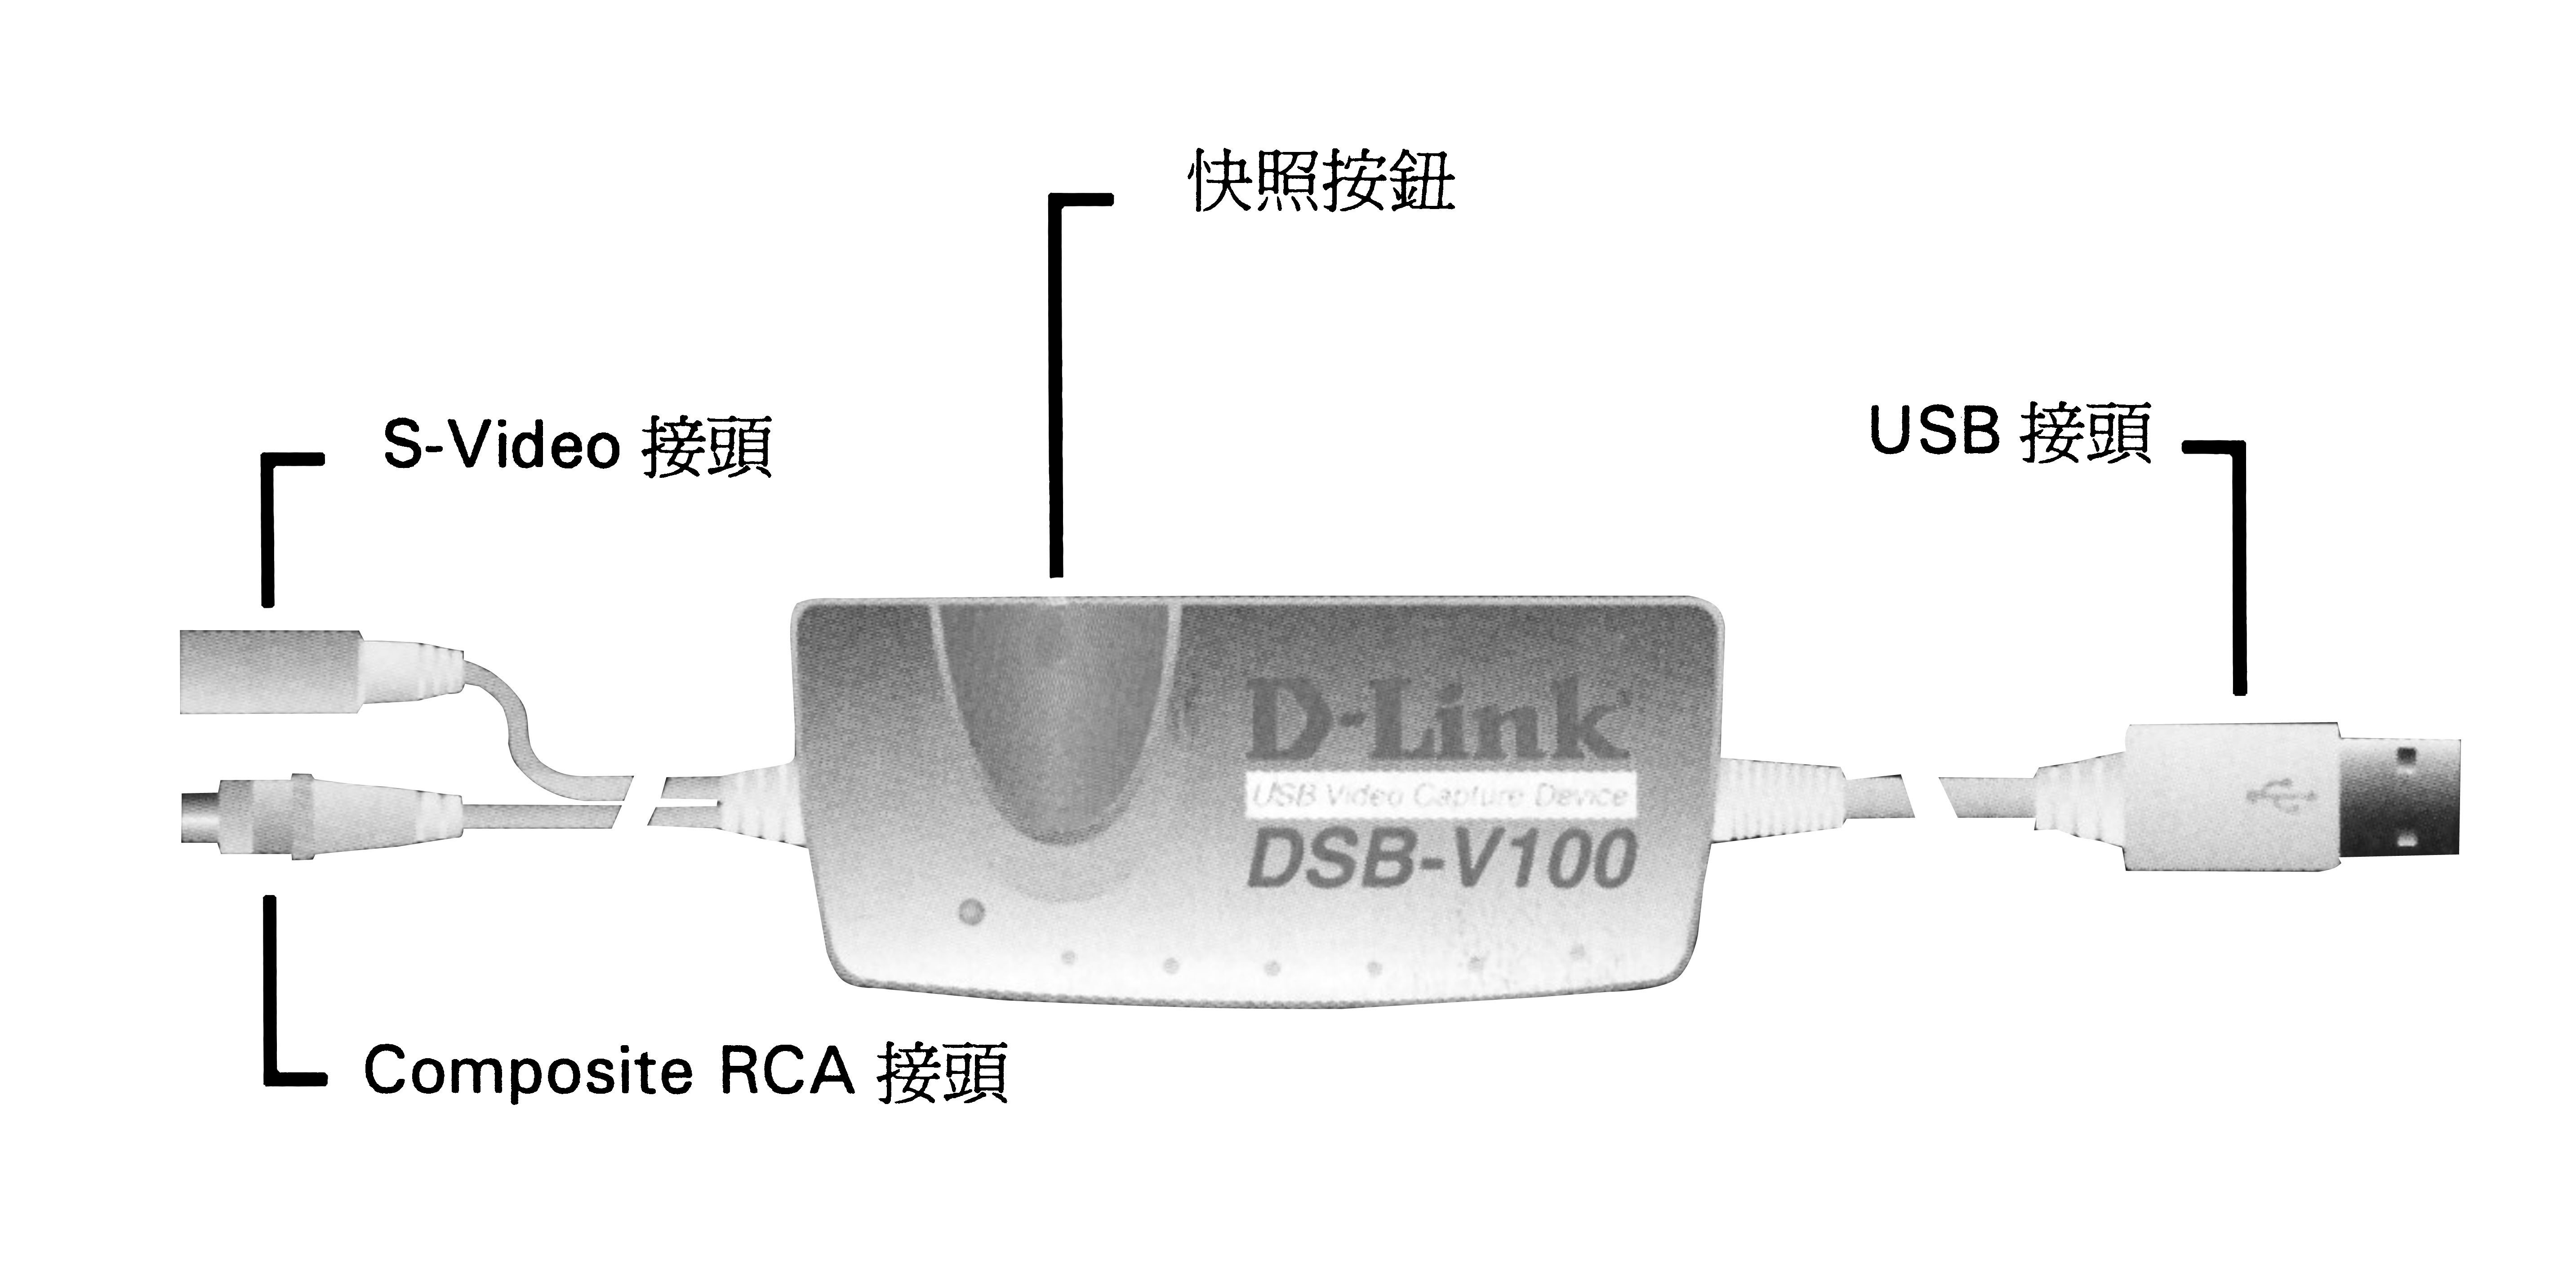 快照按鈕
S-Video 接頭
USB 接頭
D-Link
USB Video Capture Device
DSB-V100
Composite RCA 接頭